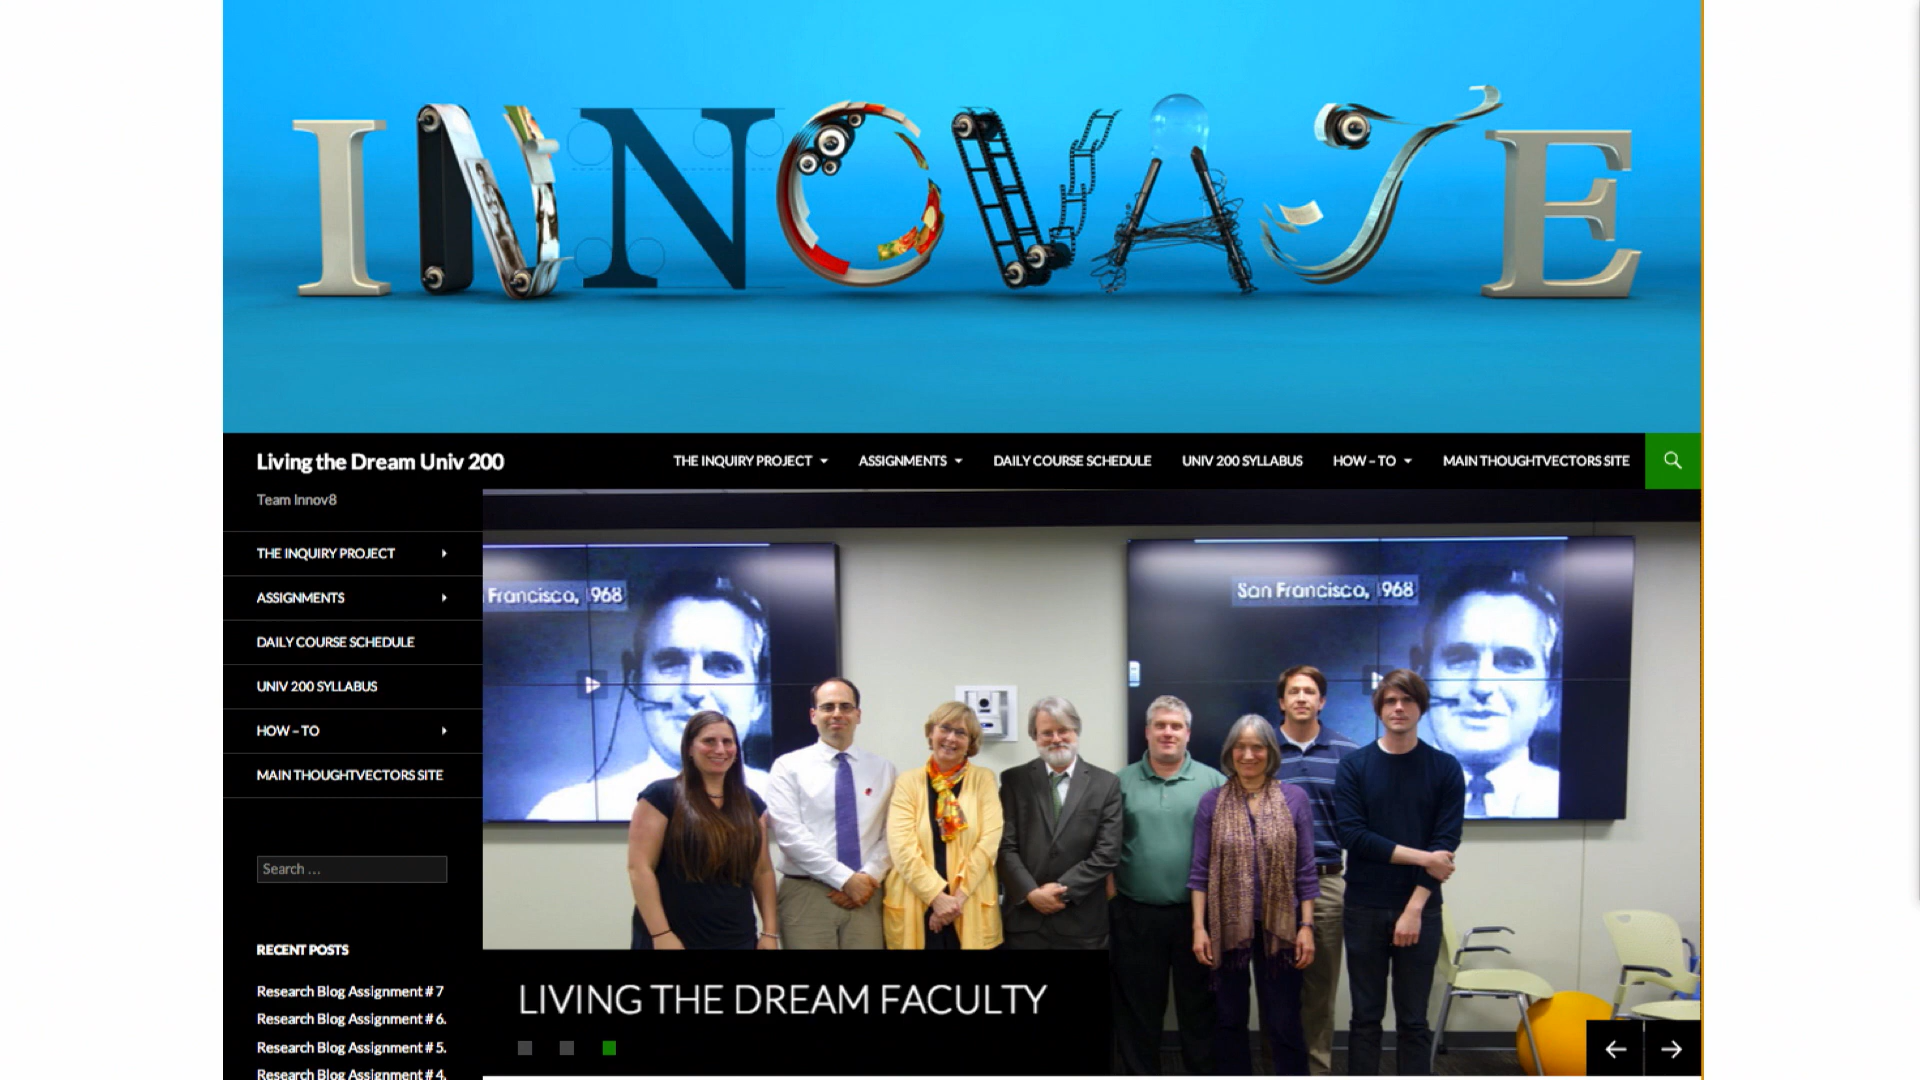 INNOVATE
Living the Dream Univ 200
THE INQUIRY PROJECT
ASSIGNMENTS
DAILY COURSE SCHEDULE
UNIV 200 SYLLABUS
HOW – TO
MAIN THOUGHTVECTORS SITE
Team Innov8
THE INQUIRY PROJECT
ASSIGNMENTS
DAILY COURSE SCHEDULE
UNIV 200 SYLLABUS
HOW – TO
MAIN THOUGHTVECTORS SITE
Search …
RECENT POSTS
Research Blog Assignment # 7
Research Blog Assignment # 6.
Research Blog Assignment # 5.
Research Blog Assignment # 4.
Francisco, 1968
San Francisco, 1968
LIVING THE DREAM FACULTY